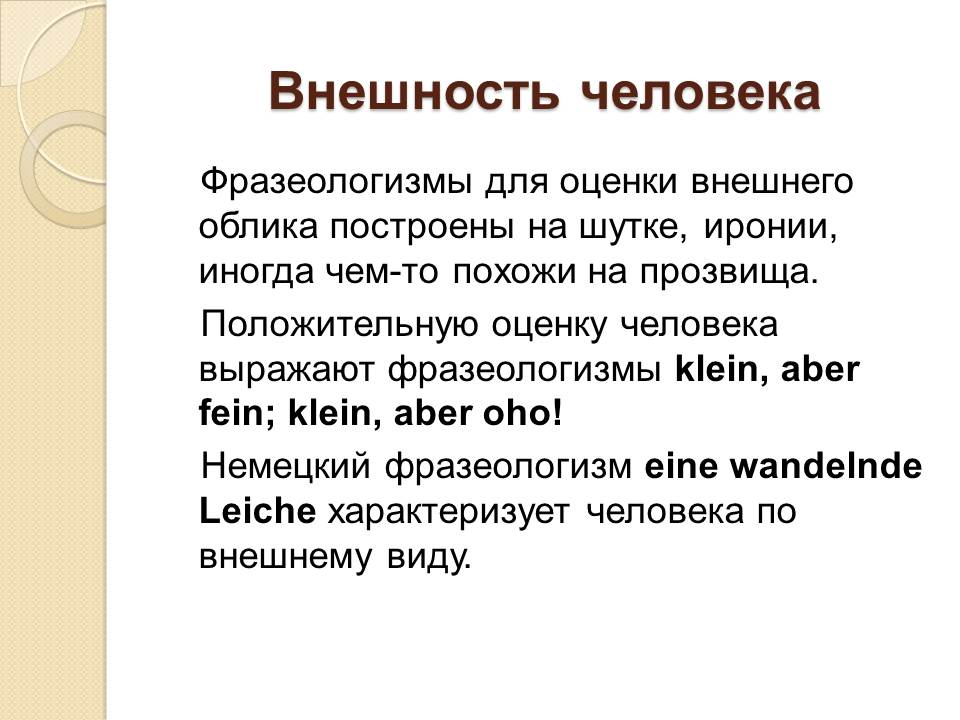 Внешность человека
Фразеологизмы для оценки внешнего
облика построены на шутке, иронии,
иногда чем-то похожи на прозвища.
Положительную оценку человека
выражают фразеологизмы klein, aber
fein; klein, aber oho!
Немецкий фразеологизм eine wandelnde
Leiche характеризует человека по
внешнему виду.